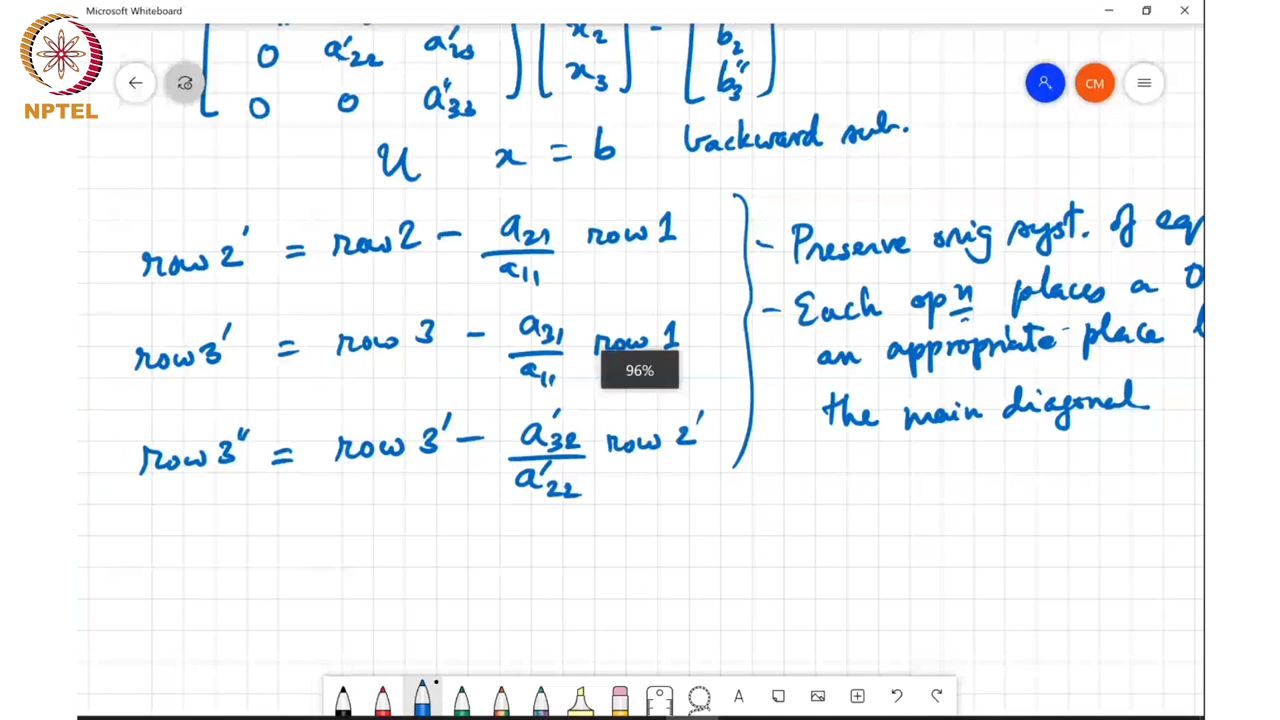 Microsoft Whiteboard
NPTEL
CM
0 a'22 a'23 x2 = b2
0 0 a"33 x3 b3"
U x = b backward sub.
row 2' = row 2 - a21/a11 row 1
row 3' = row 3 - a31/a11 row 1
96%
row 3" = row 3' - a'32/a'22 row 2'
- Preserve orig syst. of eq
- Each opn places a 0
an appropriate place
the main diagonal
A